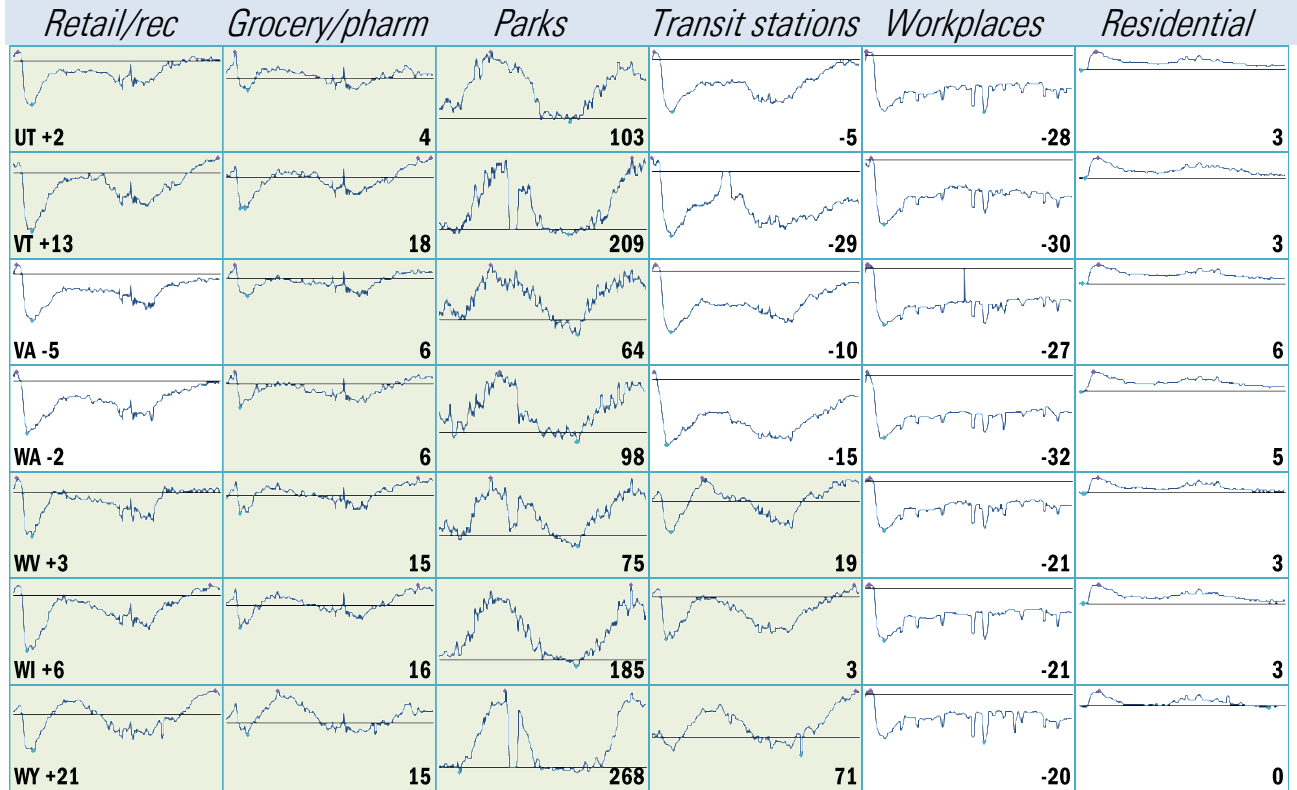 Retail/rec Grocery/pharm Parks Transit stations Workplaces Residential
UT +2 4 103 -5 -28 3
VT +13 18 209 -29 -30 3
VA -5 6 64 -10 -27 6
WA -2 6 98 -15 -32 5
WV +3 15 75 19 -21 3
WI +6 16 185 3 -21 3
WY +21 15 268 71 -20 0